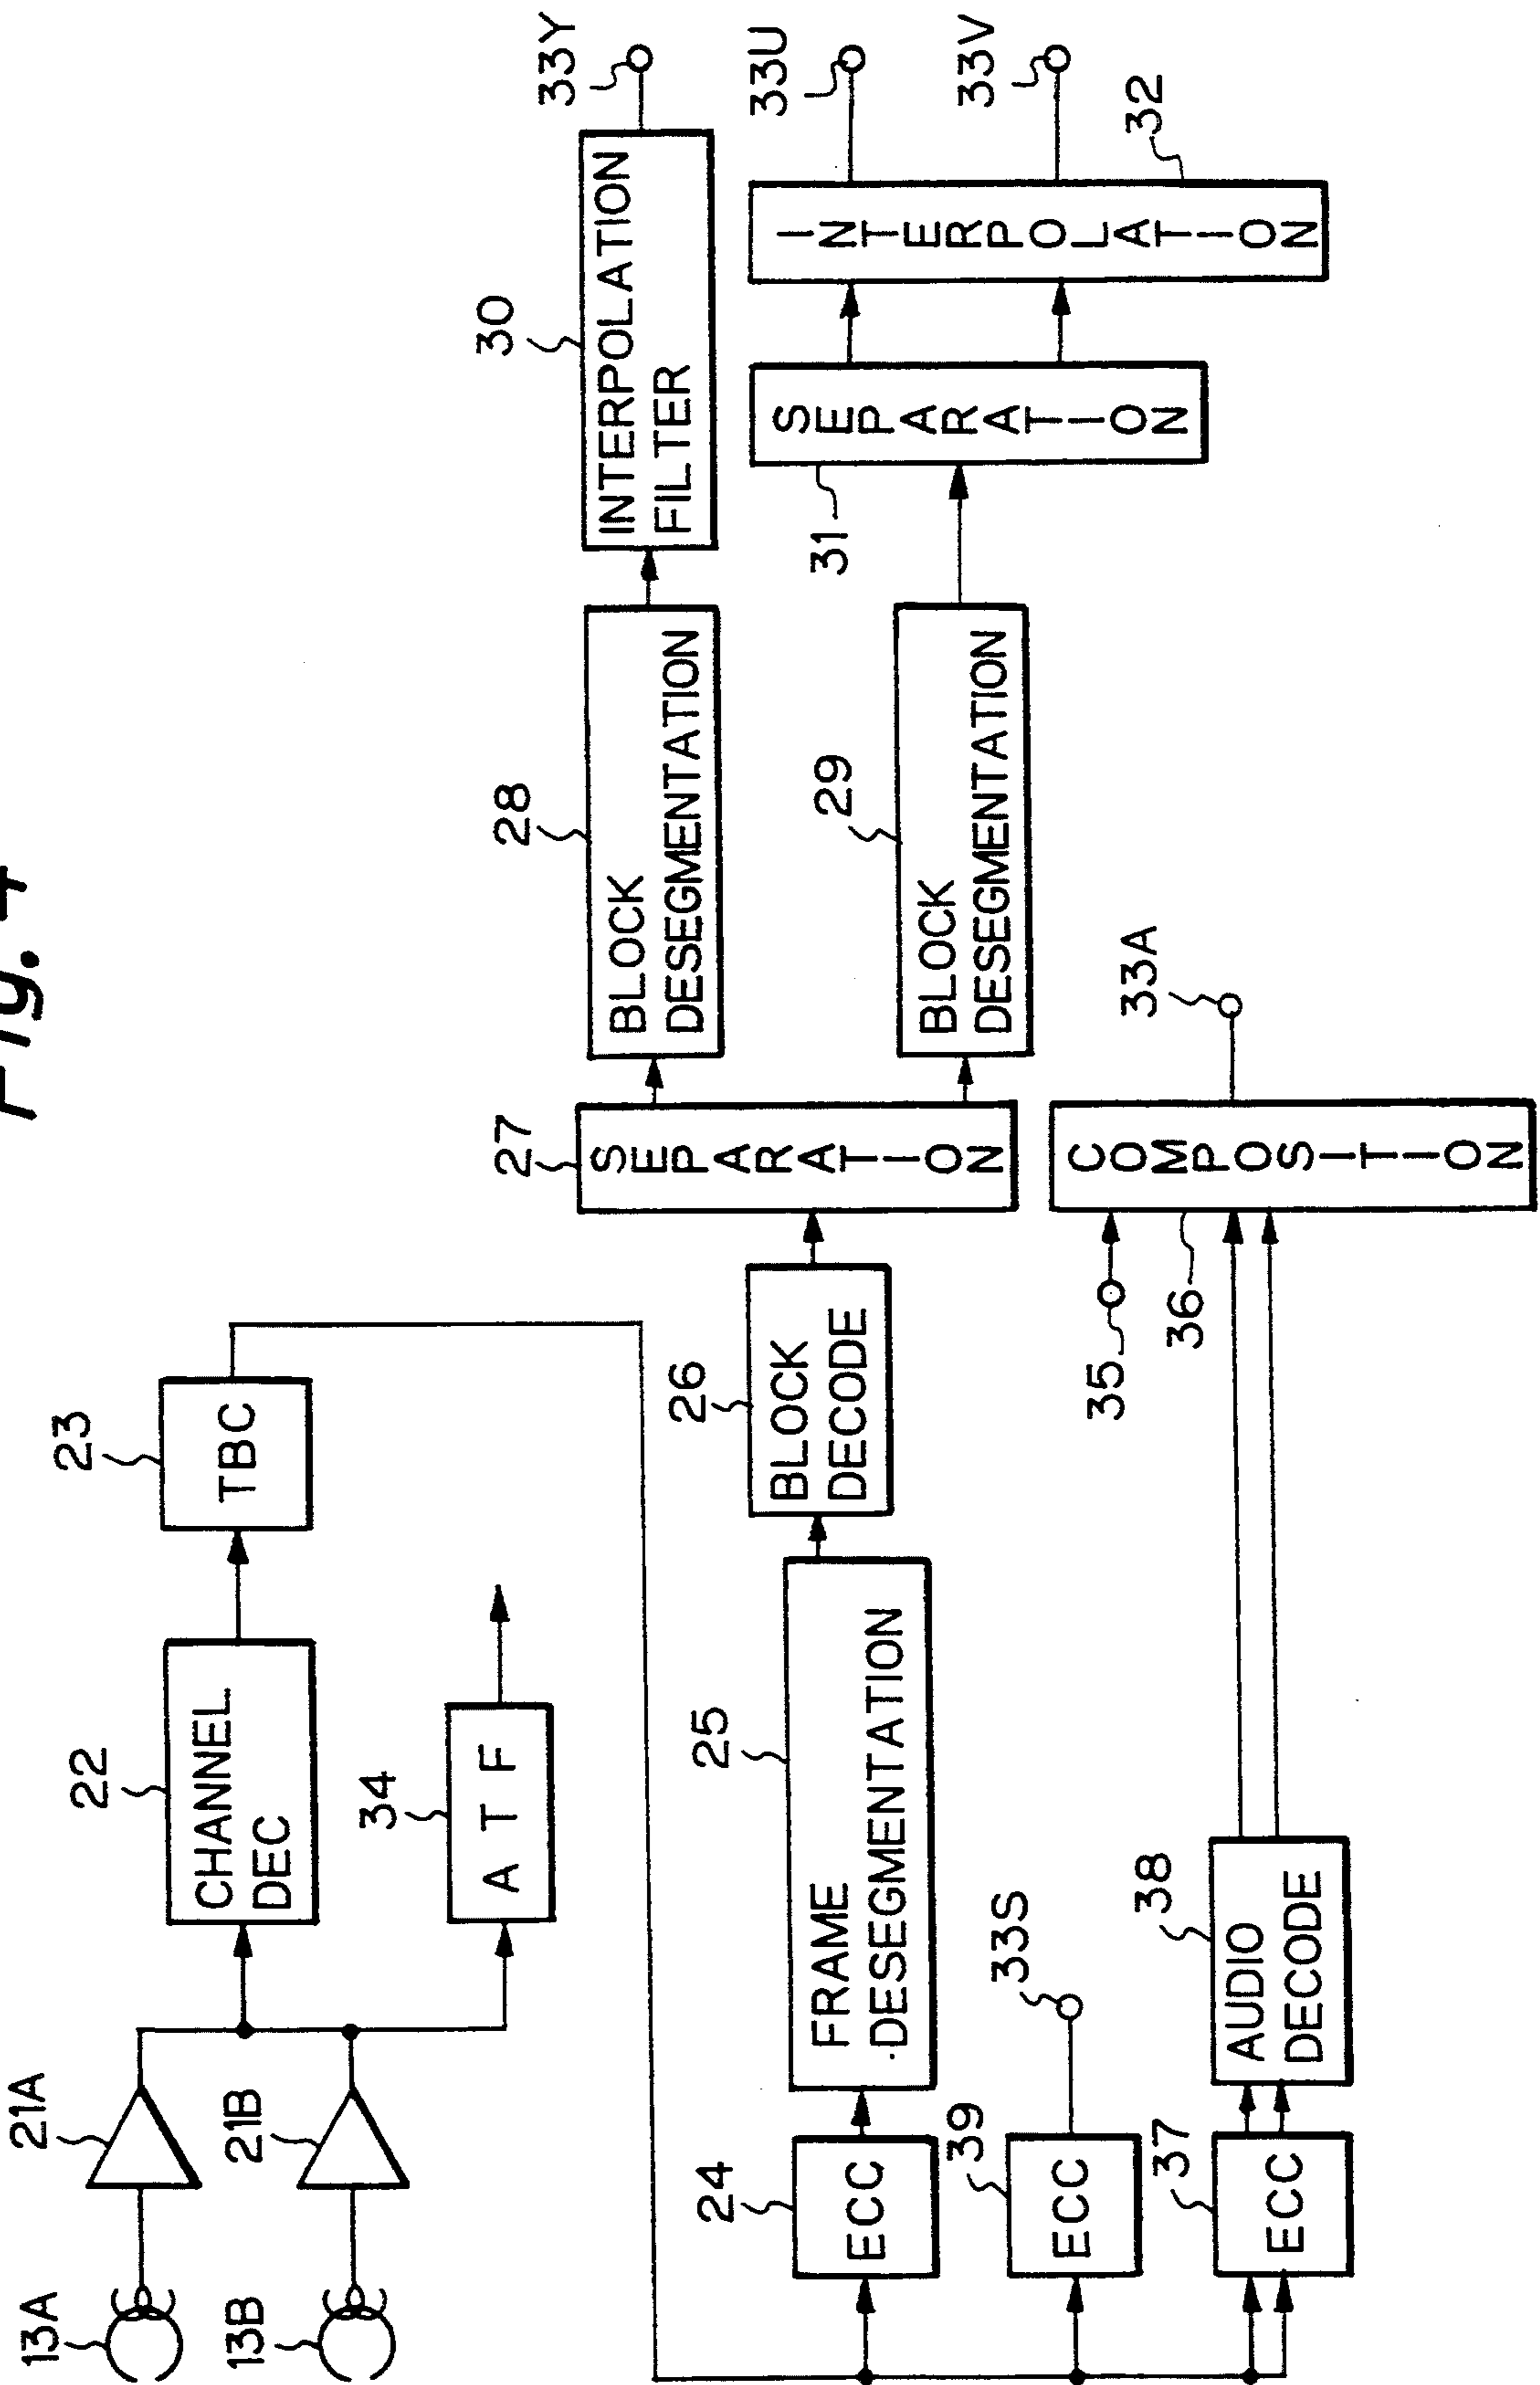 Fig. 4
13A
21A
13B
21B
22
CHANNEL
DEC
23
TBC
34
ATF
24
ECC
25
FRAME
DESEGMENTATION
26
BLOCK
DECODE
27
SEPARATION
28
BLOCK
DESEGMENTATION
30
INTERPOLATION
FILTER
33Y
29
BLOCK
DESEGMENTATION
31
SEPARATION
32
INTERPOLATION
33U
33V
39
ECC
33S
37
ECC
38
AUDIO
DECODE
35
36
COMPOSITION
33A